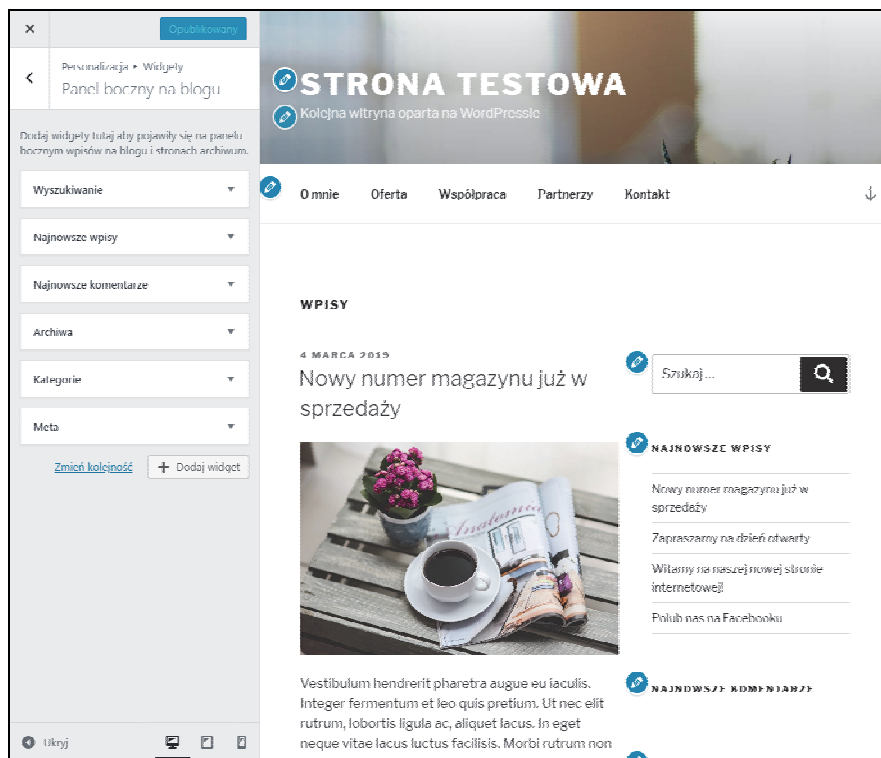 Opublikowany
Personalizacja ▸ Widgety
Panel boczny na blogu
Dodaj widgety tutaj aby pojawiły się na panelu
bocznym wpisów na blogu i stronach archiwum.
Wyszukiwanie
Najnowsze wpisy
Najnowsze komentarze
Archiwa
Kategorie
Meta
Zmień kolejność
Dodaj widget
Ukryj
STRONA TESTOWA
Kolejna witryna oparta na WordPressie
O mnie Oferta Współpraca Partnerzy Kontakt
WPISY
4 MARCA 2019
Nowy numer magazynu już w
sprzedaży
Anatomia
Vestibulum hendrerit pharetra augue eu iaculis.
Integer fermentum et leo quis pretium. Ut nec elit
rutrum, lobortis ligula ac, aliquet lacus. In eget
neque vitae lacus luctus facilisis. Morbi rutrum non
Szukaj ...
NAJNOWSZE WPISY
Nowy numer magazynu już w
sprzedaży
Zapraszamy na dzień otwarty
Witamy na naszej nowej stronie
internetowej!
Polub nas na Facebooku
NAJNOWSZE KOMENTARZE